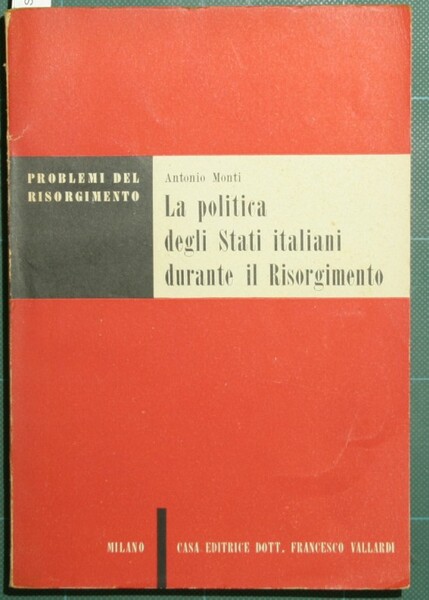 PROBLEMI DEL
RISORGIMENTO
Antonio Monti
La politica
degli Stati italiani
durante il Risorgimento
MILANO
CASA EDITRICE DOTT. FRANCESCO VALLARDI